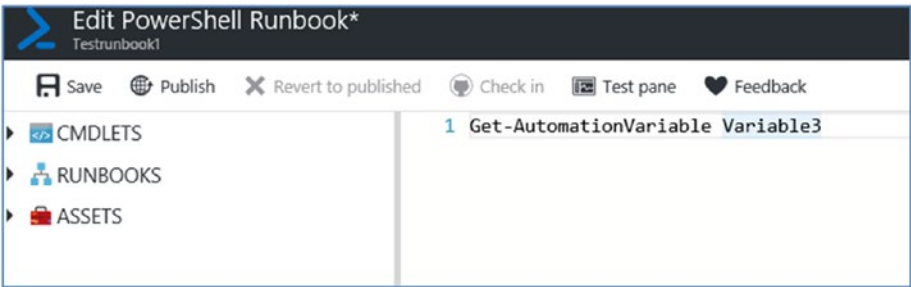 Edit PowerShell Runbook*
Testrunbook1
Save Publish Revert to published Check in Test pane Feedback
CMDLETS
RUNBOOKS
ASSETS
1 Get-AutomationVariable Variable3